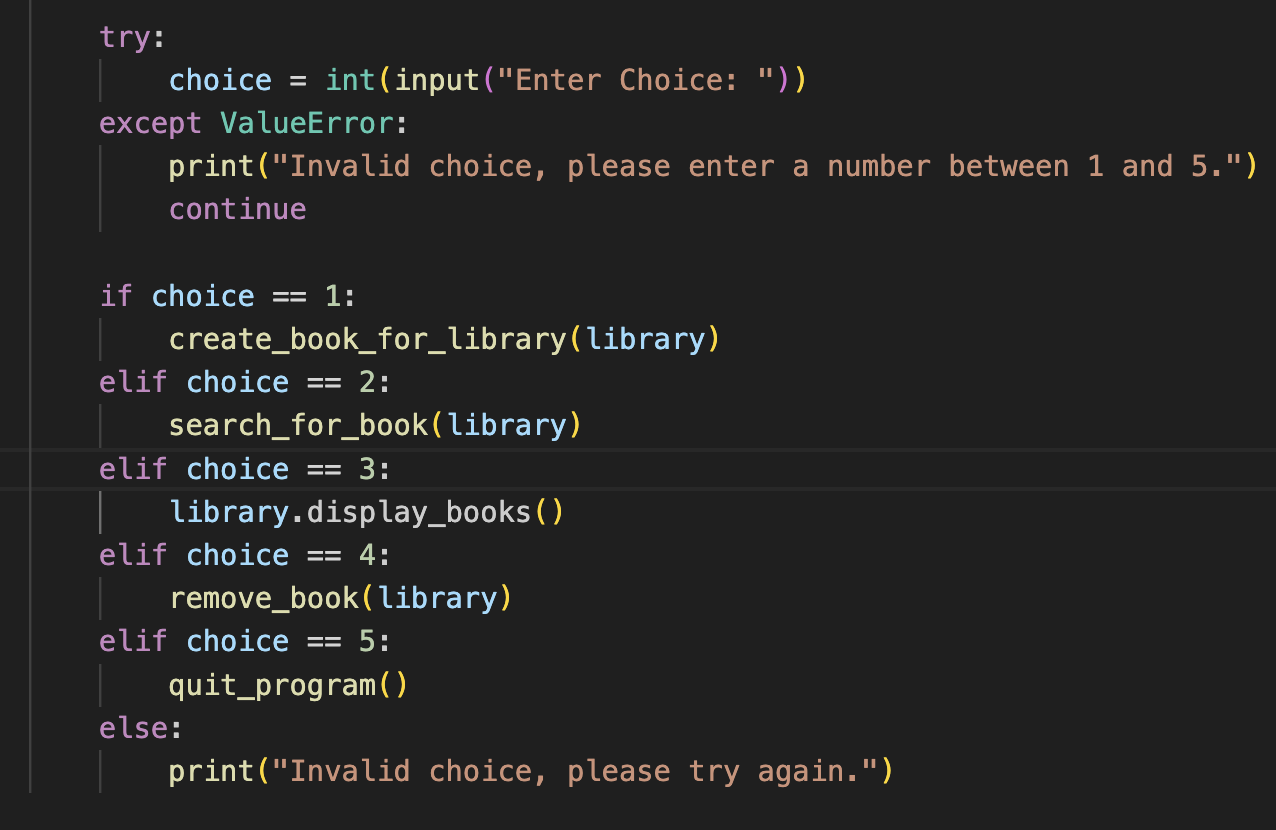 try:
    choice = int(input("Enter Choice: "))
except ValueError:
    print("Invalid choice, please enter a number between 1 and 5.")
    continue

if choice == 1:
    create_book_for_library(library)
elif choice == 2:
    search_for_book(library)
elif choice == 3:
    library.display_books()
elif choice == 4:
    remove_book(library)
elif choice == 5:
    quit_program()
else:
    print("Invalid choice, please try again.")